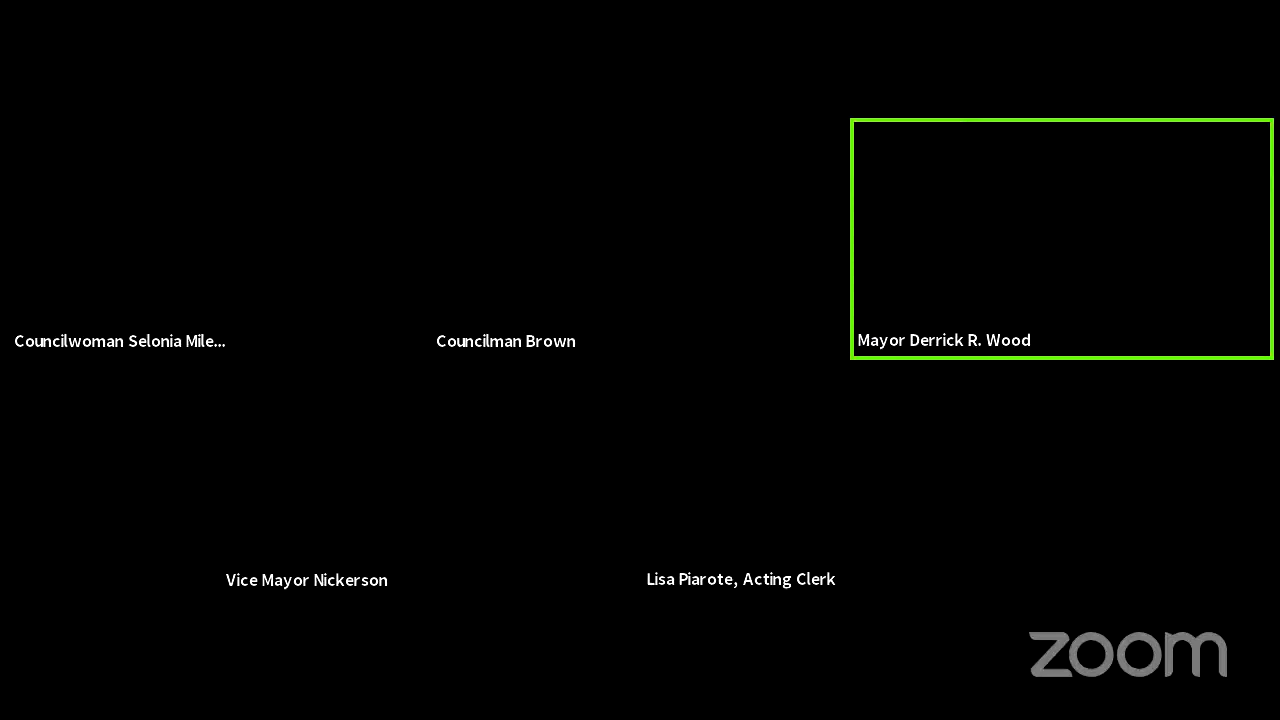 Councilwoman Selonia Mile...
Councilman Brown
Mayor Derrick R. Wood
Vice Mayor Nickerson
Lisa Piarote, Acting Clerk
zoom